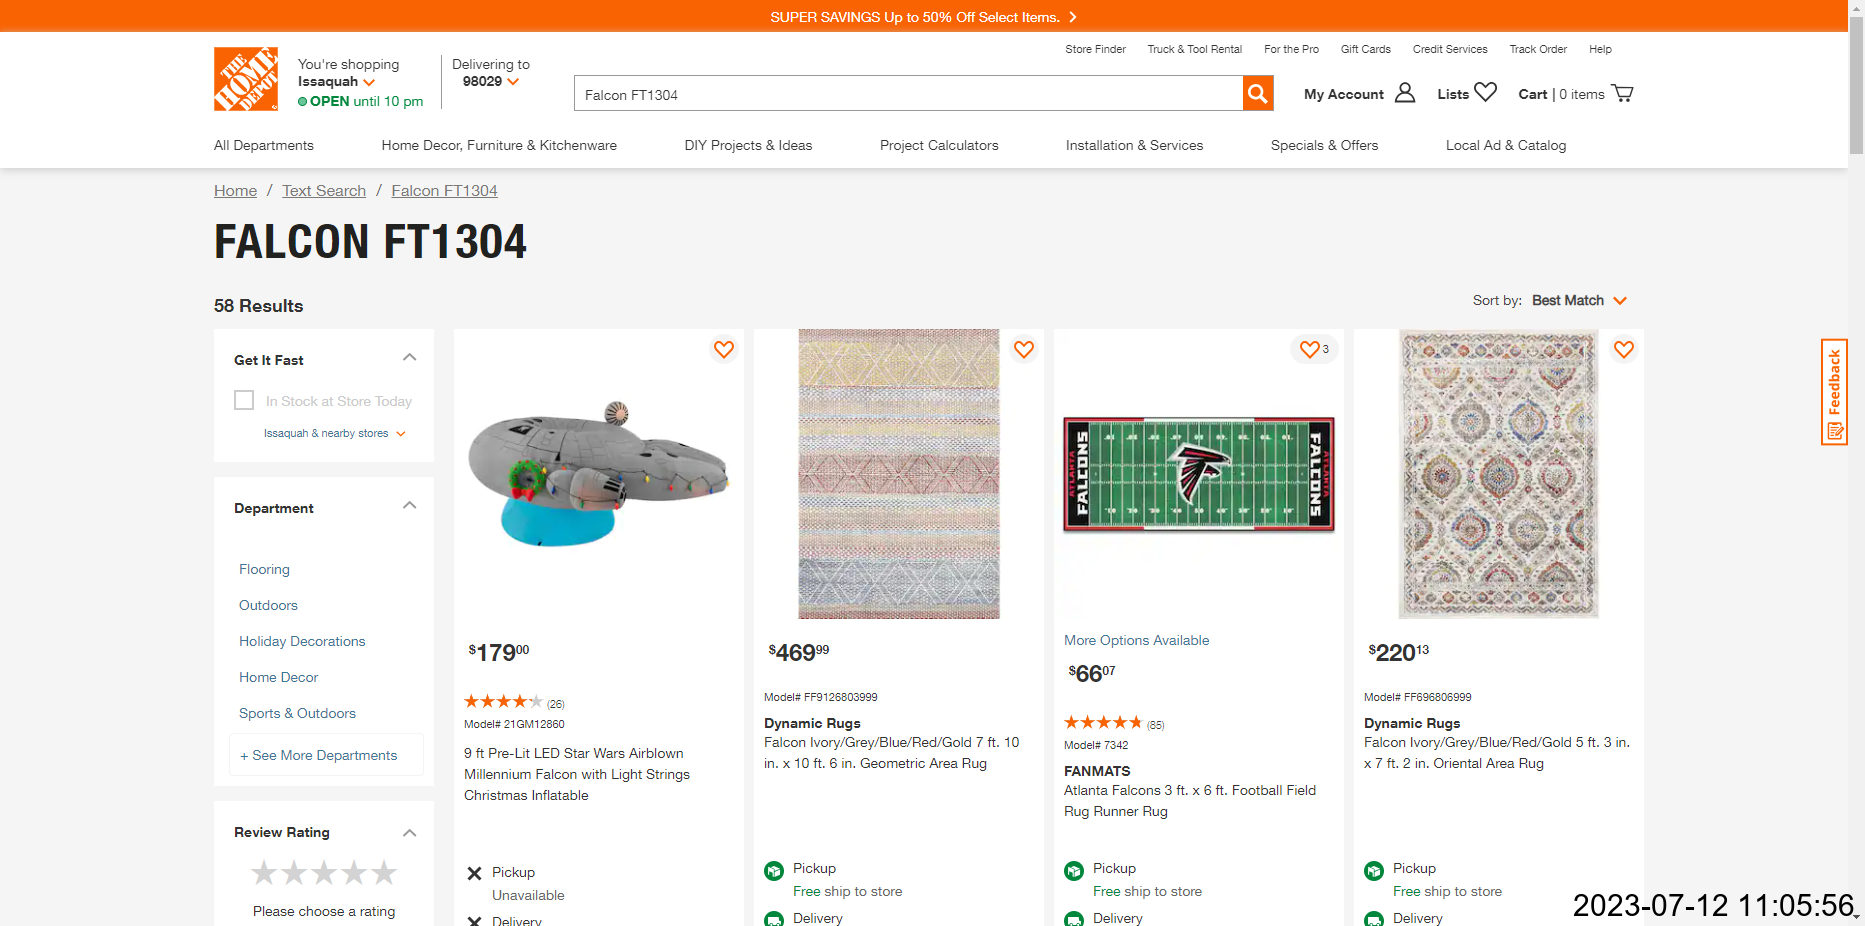 SUPER SAVINGS Up to 50% Off Select Items.
Store Finder Truck & Tool Rental For the Pro Gift Cards Credit Services Track Order Help
THE HOME DEPOT
You're shopping
Issaquah
OPEN until 10 pm
Delivering to
98029
Falcon FT1304
My Account Lists Cart | 0 items
All Departments Home Decor, Furniture & Kitchenware DIY Projects & Ideas Project Calculators Installation & Services Specials & Offers Local Ad & Catalog
Home / Text Search / Falcon FT1304
FALCON FT1304
58 Results
Sort by: Best Match
Get It Fast
In Stock at Store Today
Issaquah & nearby stores
Department
Flooring
Outdoors
Holiday Decorations
Home Decor
Sports & Outdoors
+ See More Departments
Review Rating
Please choose a rating
$17900
(26)
Model# 21GM12860
9 ft Pre-Lit LED Star Wars Airblown
Millennium Falcon with Light Strings
Christmas Inflatable
Pickup
Unavailable
Delivery
$46999
Model# FF9126803999
Dynamic Rugs
Falcon Ivory/Grey/Blue/Red/Gold 7 ft. 10
in. x 10 ft. 6 in. Geometric Area Rug
Pickup
Free ship to store
Delivery
3
ATLANTA
FALCONS
FALCONS
ATLANTA
More Options Available
$6607
(85)
Model# 7342
FANMATS
Atlanta Falcons 3 ft. x 6 ft. Football Field
Rug Runner Rug
Pickup
Free ship to store
Delivery
$22013
Model# FF696806999
Dynamic Rugs
Falcon Ivory/Grey/Blue/Red/Gold 5 ft. 3 in.
x 7 ft. 2 in. Oriental Area Rug
Pickup
Free ship to store
Delivery
Feedback
2023-07-12 11:05:56